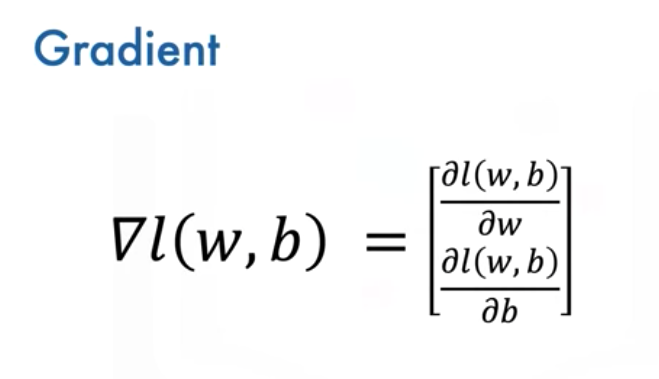 Gradient
∇l(w, b) = [∂l(w, b)/∂w
∂l(w, b)/∂b]